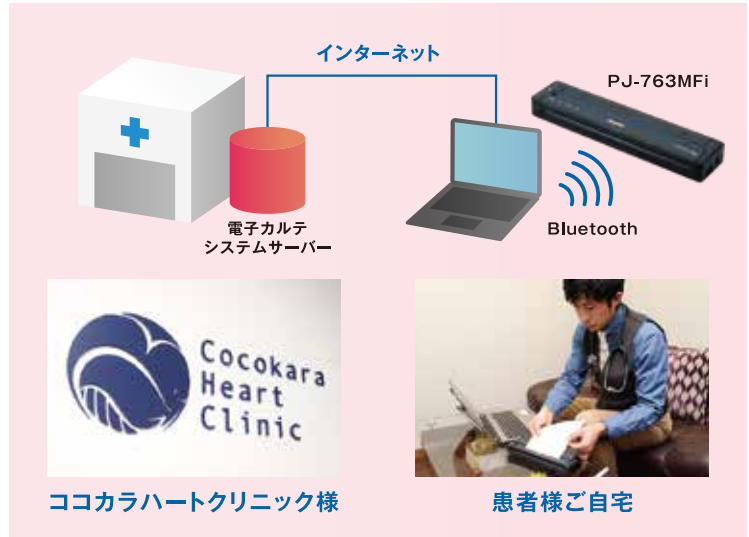 インターネット
PJ-763MFi
電子カルテ
システムサーバー
Bluetooth
Cocokara
Heart
Clinic
ココカラハートクリニック様
患者様ご自宅